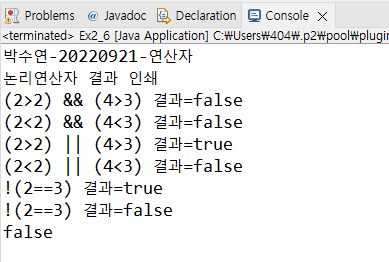 Problems @ Javadoc Declaration Console
<terminated> Ex2_6 [Java Application] C:₩Users₩404₩.p2₩pool₩plugin
박수연-20220921-연산자
논리연산자 결과 인쇄
(2>2) && (4>3) 결과=false
(2<2) && (4<3) 결과=false
(2>2) || (4>3) 결과=true
(2<2) || (4<3) 결과=false
!(2==3) 결과=true
!(2==3) 결과=false
false